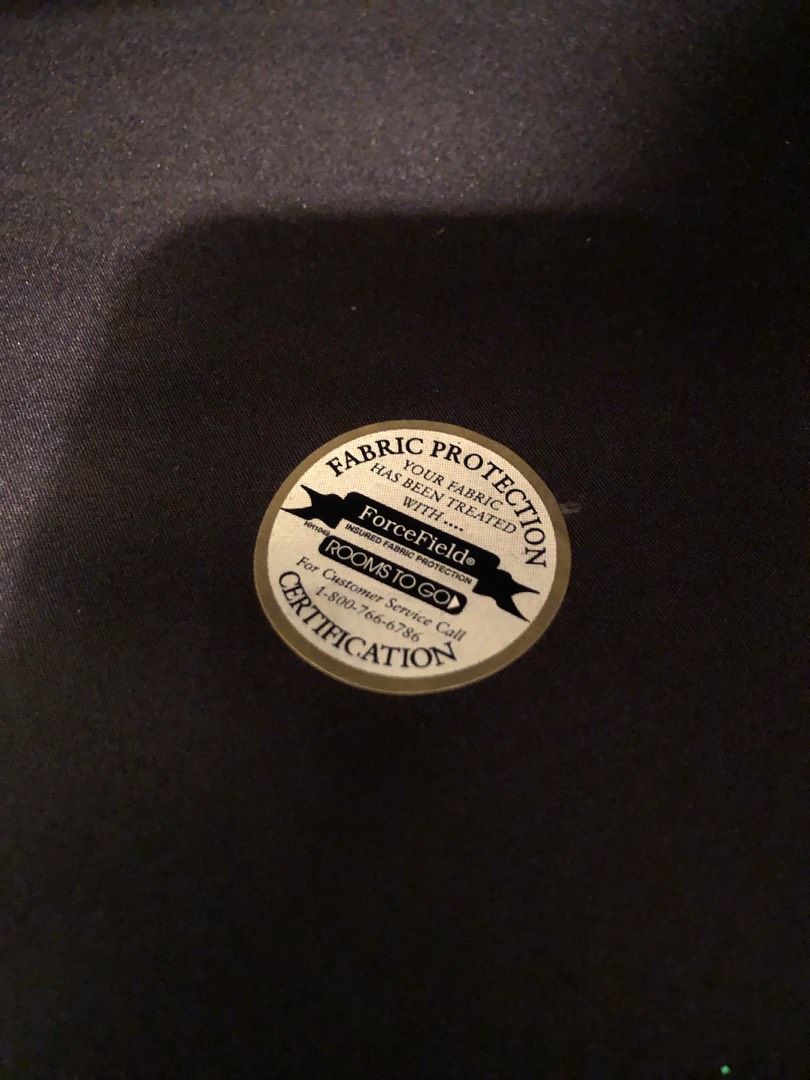 FABRIC PROTECTION
YOUR FABRIC
HAS BEEN TREATED
WITH ....
ForceField®
INSURED FABRIC PROTECTION
ROOMS TO GO
For Customer Service Call
1-800-766-6786
CERTIFICATION